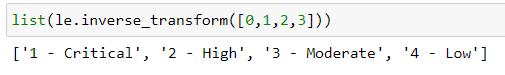 list(le.inverse_transform([0,1,2,3]))
['1 - Critical', '2 - High', '3 - Moderate', '4 - Low']